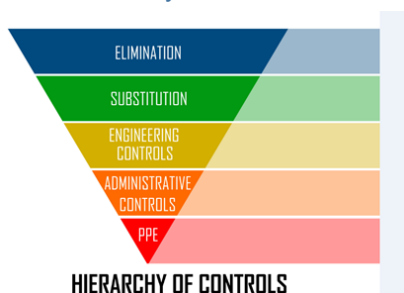 ELIMINATION
SUBSTITUTION
ENGINEERING
CONTROLS
ADMINISTRATIVE
CONTROLS
PPE
HIERARCHY OF CONTROLS